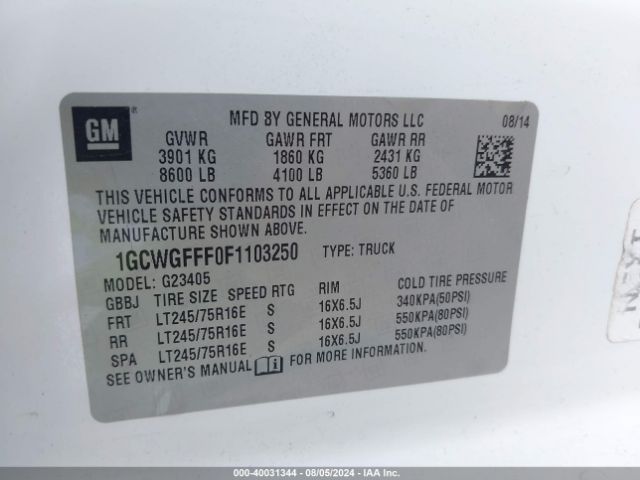 GM
MFD BY GENERAL MOTORS LLC 08/14
GVWR GAWR FRT GAWR RR
3901 KG 1860 KG 2431 KG
8600 LB 4100 LB 5360 LB
THIS VEHICLE CONFORMS TO ALL APPLICABLE U.S. FEDERAL MOTOR
VEHICLE SAFETY STANDARDS IN EFFECT ON THE DATE OF
MANUFACTURE SHOWN ABOVE.
1GCWGFFF0F1103250 TYPE: TRUCK
MODEL: G23405
GBBJ TIRE SIZE SPEED RTG RIM COLD TIRE PRESSURE
FRT LT245/75R16E S 16X6.5J 340KPA(50PSI)
RR LT245/75R16E S 16X6.5J 550KPA(80PSI)
SPA LT245/75R16E S 16X6.5J 550KPA(80PSI)
SEE OWNER'S MANUAL FOR MORE INFORMATION.
000-40031344 - 08/05/2024 - IAAI.com